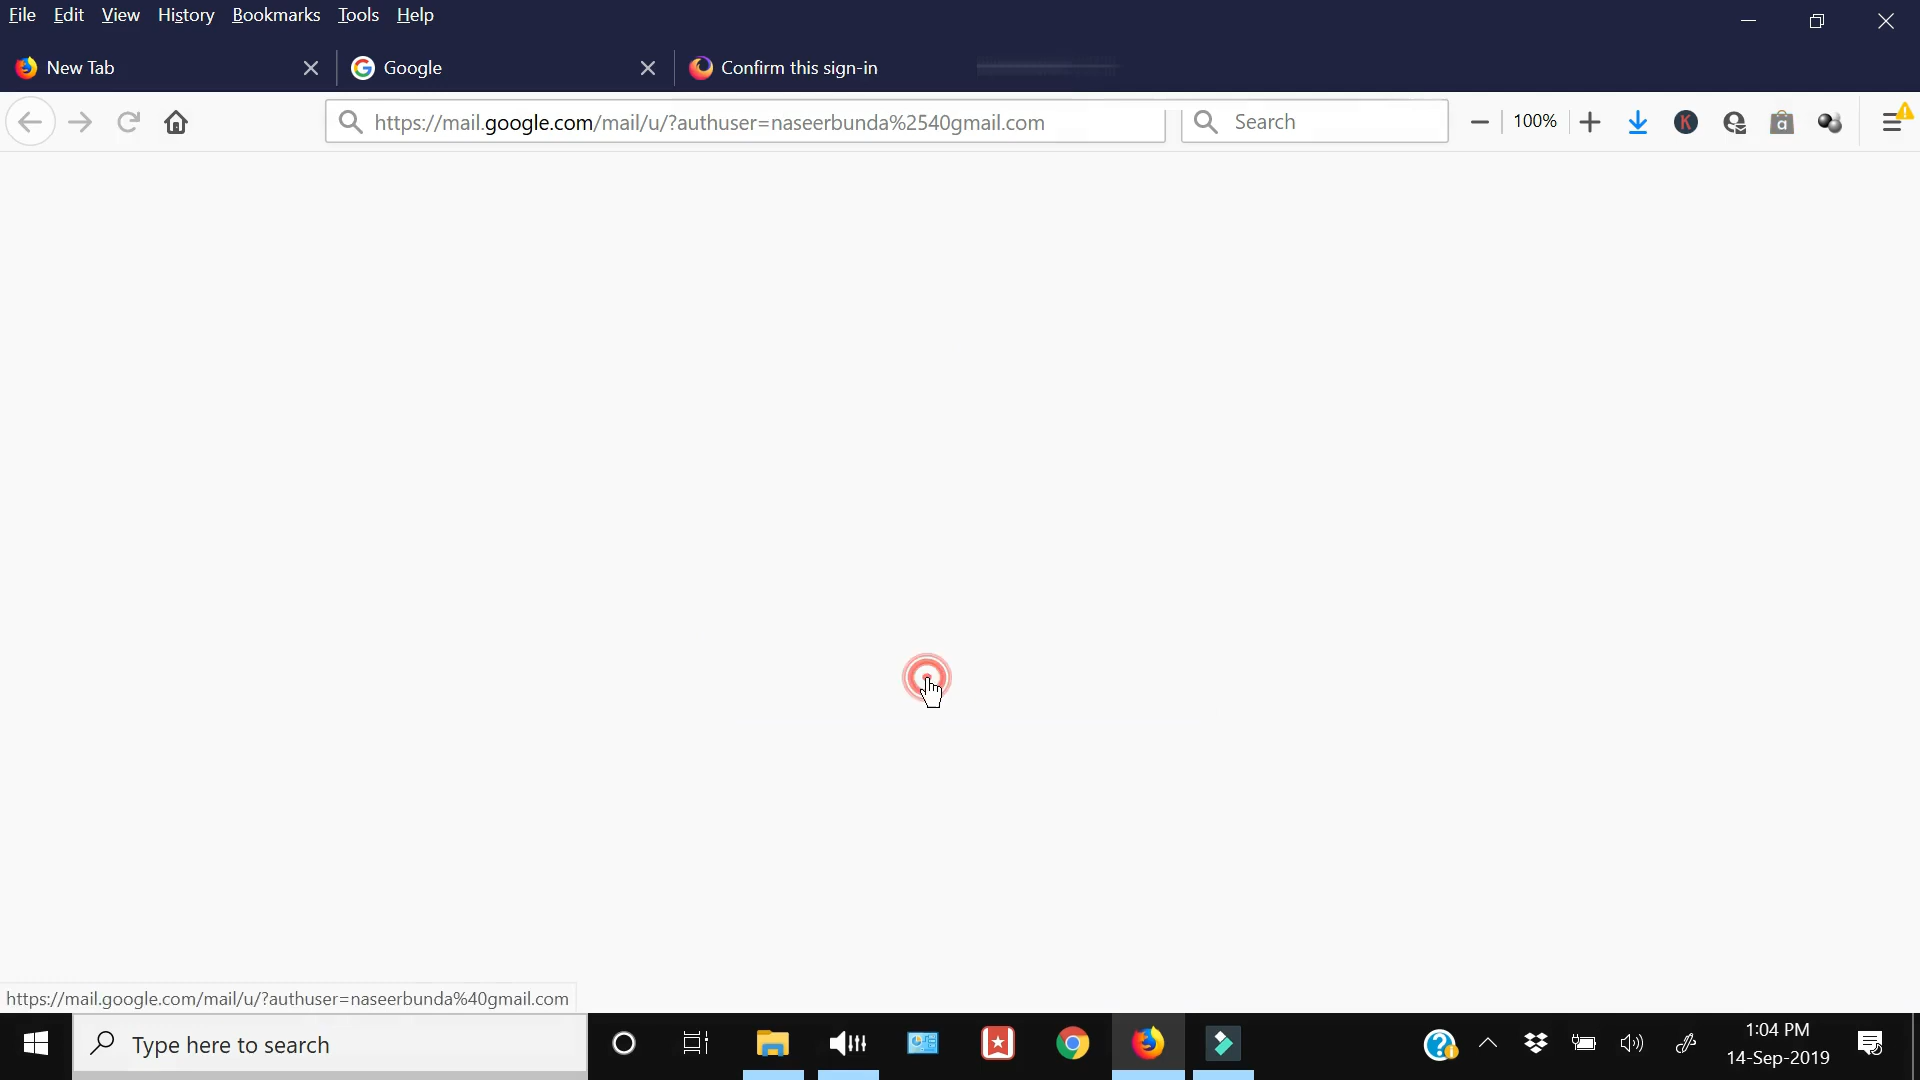 File Edit View History Bookmarks Tools Help
New Tab
Google
Confirm this sign-in
https://mail.google.com/mail/u/?authuser=naseerbunda%2540gmail.com
Search
100%
K
a
https://mail.google.com/mail/u/?authuser=naseerbunda%40gmail.com
Type here to search
1:04 PM
14-Sep-2019